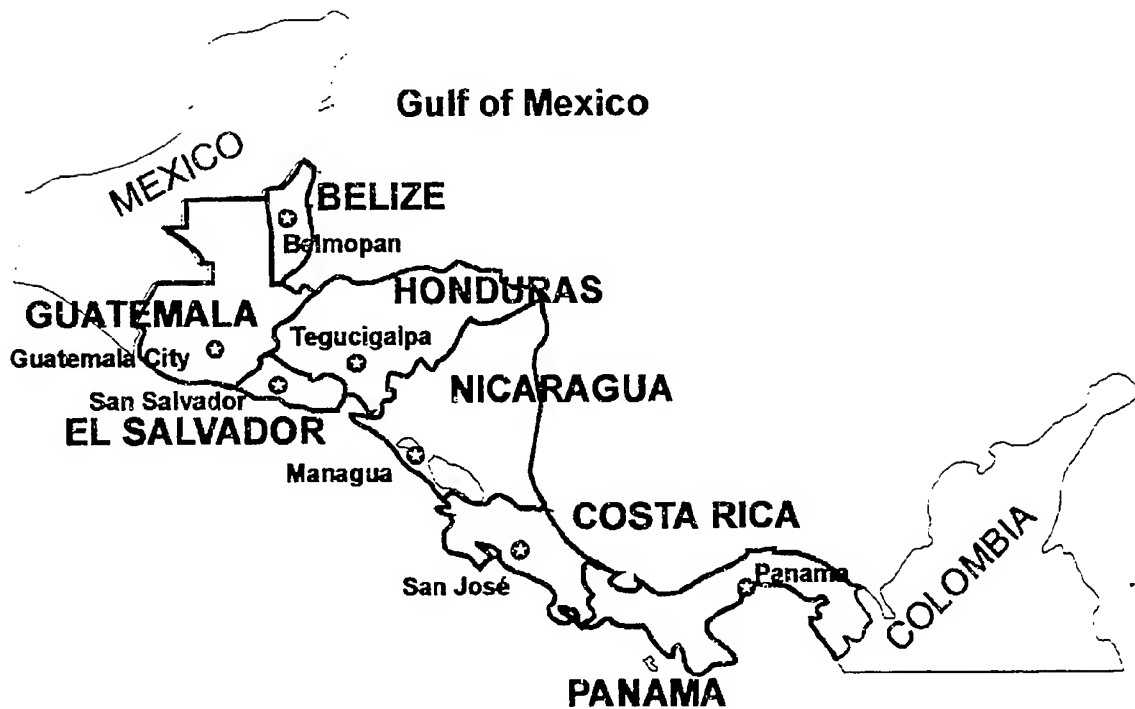 Gulf of Mexico
MEXICO
BELIZE
Belmopan
HONDURAS
GUATEMALA
Tegucigalpa
Guatemala City
NICARAGUA
San Salvador
EL SALVADOR
Managua
COSTA RICA
San José
Panama
COLOMBIA
PANAMA